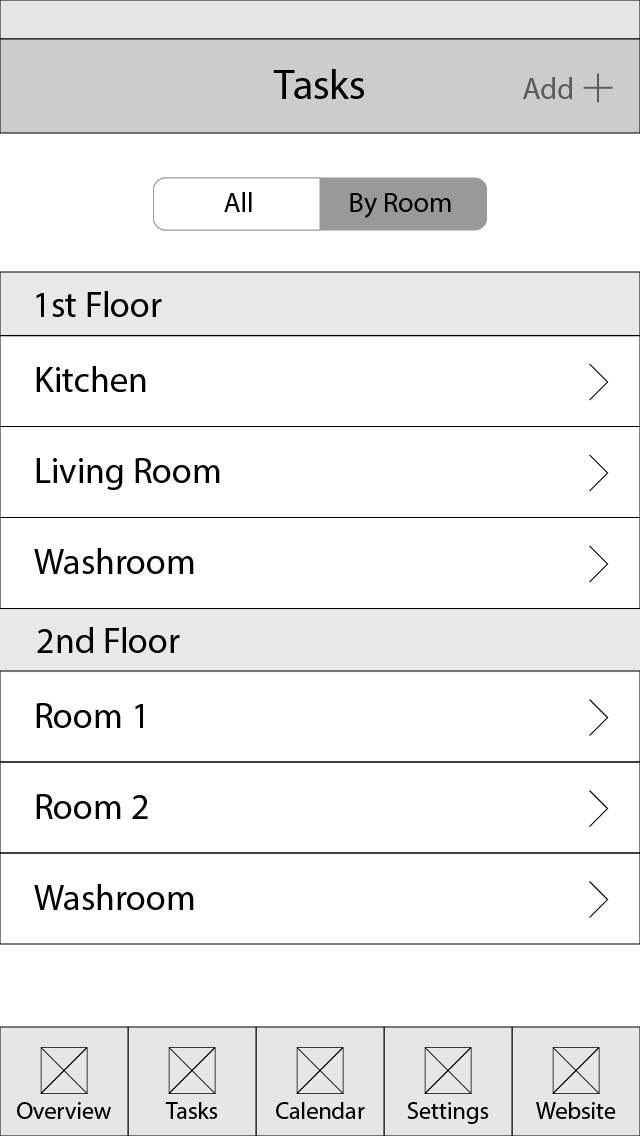 Tasks
Add +
All
By Room
1st Floor
Kitchen
Living Room
Washroom
2nd Floor
Room 1
Room 2
Washroom
Overview
Tasks
Calendar
Settings
Website